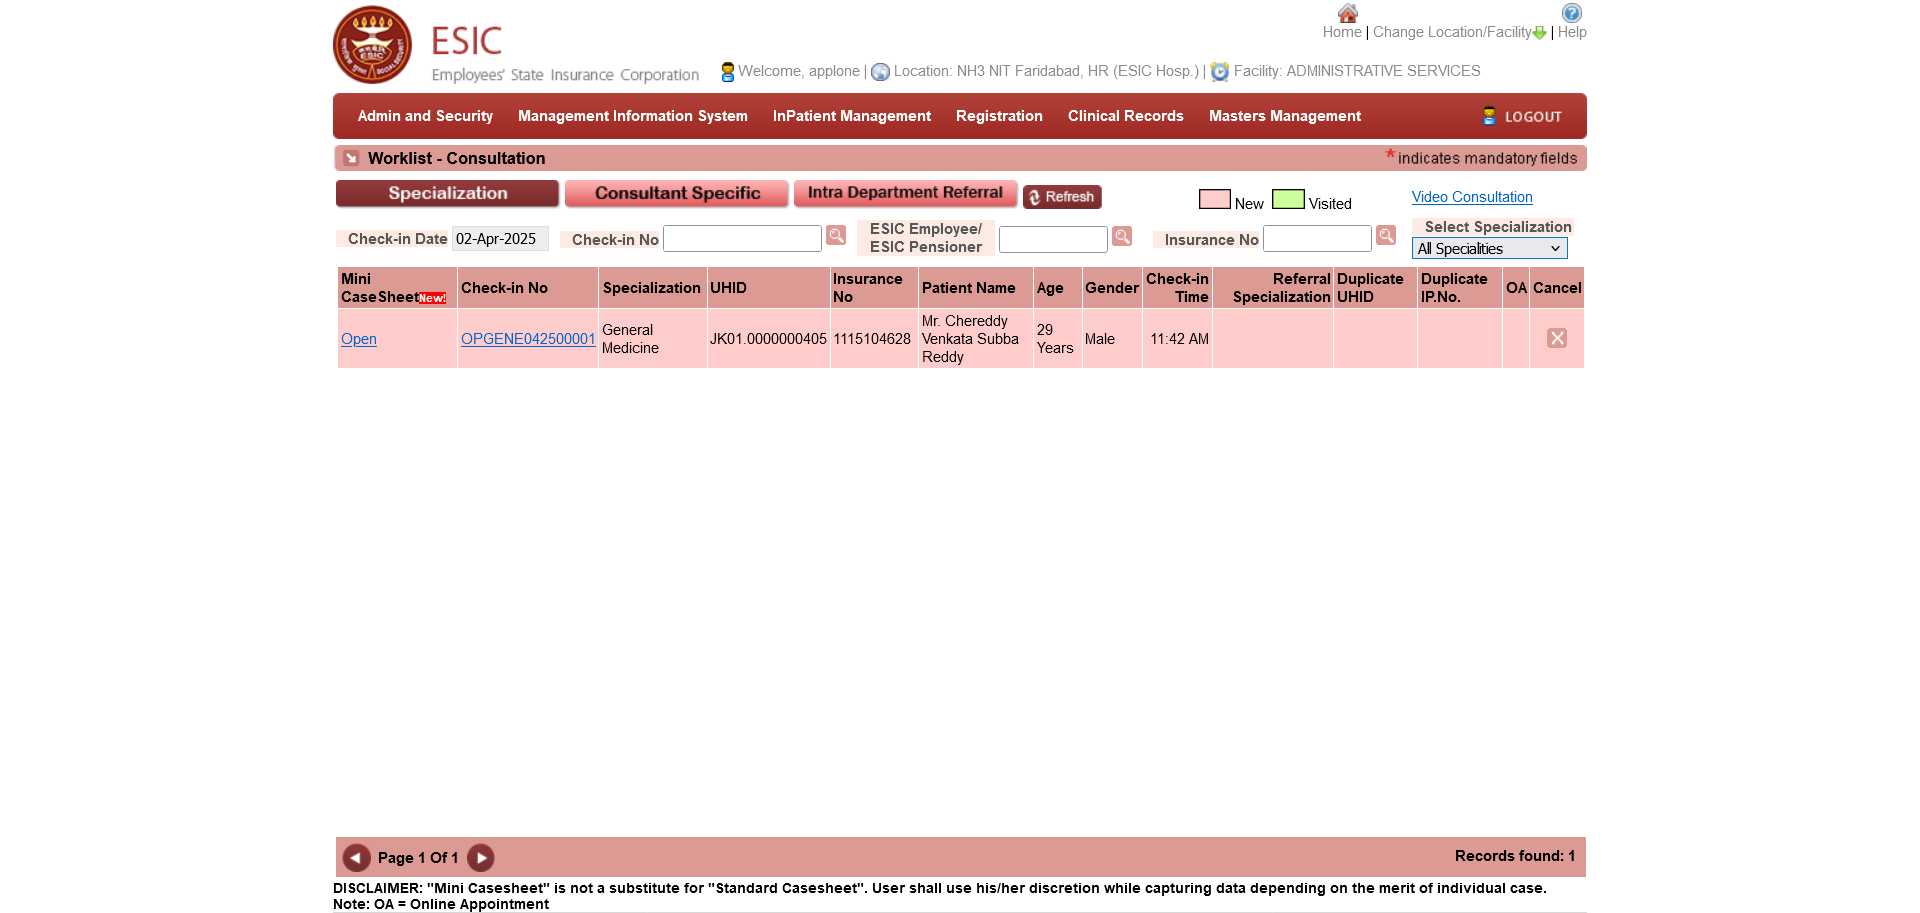 Home | Change Location/Facility | Help
ESIC
Employees' State Insurance Corporation
Welcome, applone | Location: NH3 NIT Faridabad, HR (ESIC Hosp.) | Facility: ADMINISTRATIVE SERVICES
Admin and Security Management Information System InPatient Management Registration Clinical Records Masters Management LOGOUT
Worklist - Consultation * indicates mandatory fields
Specialization Consultant Specific Intra Department Referral Refresh New Visited Video Consultation
Check-in Date 02-Apr-2025 Check-in No ESIC Employee/ ESIC Pensioner Insurance No Select Specialization
All Specialities
Mini CaseSheet New! Check-in No Specialization UHID Insurance No Patient Name Age Gender Check-in Time Referral Specialization Duplicate UHID Duplicate IP.No. OA Cancel
Open OPGENE042500001 General Medicine JK01.0000000405 1115104628 Mr. Chereddy Venkata Subba Reddy 29 Years Male 11:42 AM
Page 1 Of 1 Records found: 1
DISCLAIMER: "Mini Casesheet" is not a substitute for "Standard Casesheet". User shall use his/her discretion while capturing data depending on the merit of individual case.
Note: OA = Online Appointment